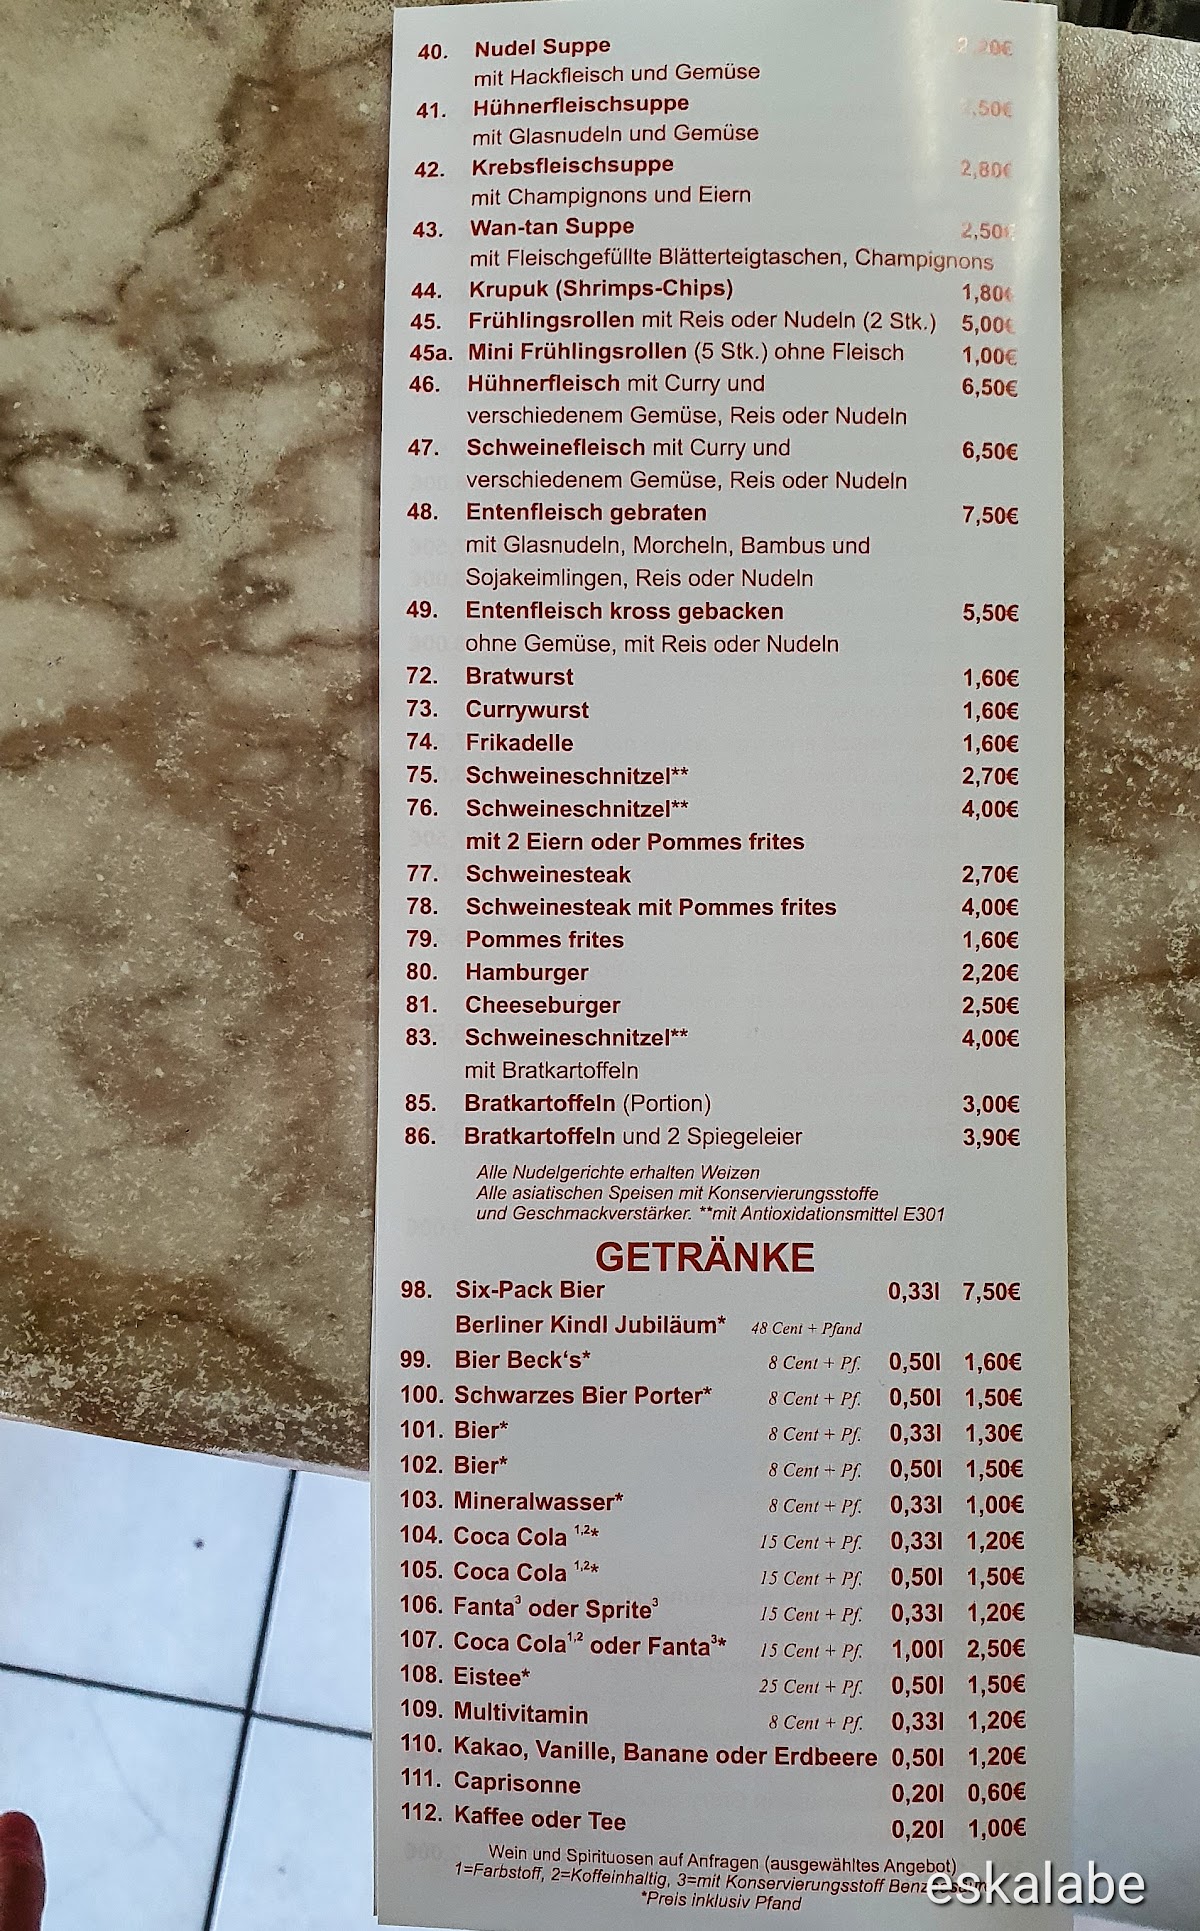 40. Nudel Suppe 2,20€
mit Hackfleisch und Gemüse
41. Hühnerfleischsuppe ,50€
mit Glasnudeln und Gemüse
42. Krebsfleischsuppe 2,80€
mit Champignons und Eiern
43. Wan-tan Suppe 2,50€
mit Fleischgefüllte Blätterteigtaschen, Champignons
44. Krupuk (Shrimps-Chips) 1,80€
45. Frühlingsrollen mit Reis oder Nudeln (2 Stk.) 5,00€
45a. Mini Frühlingsrollen (5 Stk.) ohne Fleisch 1,00€
46. Hühnerfleisch mit Curry und 6,50€
verschiedenem Gemüse, Reis oder Nudeln
47. Schweinefleisch mit Curry und 6,50€
verschiedenem Gemüse, Reis oder Nudeln
48. Entenfleisch gebraten 7,50€
mit Glasnudeln, Morcheln, Bambus und
Sojakeimlingen, Reis oder Nudeln
49. Entenfleisch kross gebacken 5,50€
ohne Gemüse, mit Reis oder Nudeln
72. Bratwurst 1,60€
73. Currywurst 1,60€
74. Frikadelle 1,60€
75. Schweineschnitzel** 2,70€
76. Schweineschnitzel** 4,00€
mit 2 Eiern oder Pommes frites
77. Schweinesteak 2,70€
78. Schweinesteak mit Pommes frites 4,00€
79. Pommes frites 1,60€
80. Hamburger 2,20€
81. Cheeseburger 2,50€
83. Schweineschnitzel** 4,00€
mit Bratkartoffeln
85. Bratkartoffeln (Portion) 3,00€
86. Bratkartoffeln und 2 Spiegeleier 3,90€
Alle Nudelgerichte erhalten Weizen
Alle asiatischen Speisen mit Konservierungsstoffe
und Geschmackverstärker. **mit Antioxidationsmittel E301
GETRÄNKE
98. Six-Pack Bier 0,33l 7,50€
Berliner Kindl Jubiläum* 48 Cent + Pfand
99. Bier Beck‘s* 8 Cent + Pf. 0,50l 1,60€
100. Schwarzes Bier Porter* 8 Cent + Pf. 0,50l 1,50€
101. Bier* 8 Cent + Pf. 0,33l 1,30€
102. Bier* 8 Cent + Pf. 0,50l 1,50€
103. Mineralwasser* 8 Cent + Pf. 0,33l 1,00€
104. Coca Cola 1,2* 15 Cent + Pf. 0,33l 1,20€
105. Coca Cola 1,2* 15 Cent + Pf. 0,50l 1,50€
106. Fanta3 oder Sprite3 15 Cent + Pf. 0,33l 1,20€
107. Coca Cola1,2 oder Fanta3* 15 Cent + Pf. 1,00l 2,50€
108. Eistee* 25 Cent + Pf. 0,50l 1,50€
109. Multivitamin 8 Cent + Pf. 0,33l 1,20€
110. Kakao, Vanille, Banane oder Erdbeere 0,50l 1,20€
111. Caprisonne 0,20l 0,60€
112. Kaffee oder Tee 0,20l 1,00€
Wein und Spirituosen auf Anfragen (ausgewähltes Angebot)
1=Farbstoff, 2=Koffeinhaltig, 3=mit Konservierungsstoff
*Preis inklusiv Pfand
eskalabe